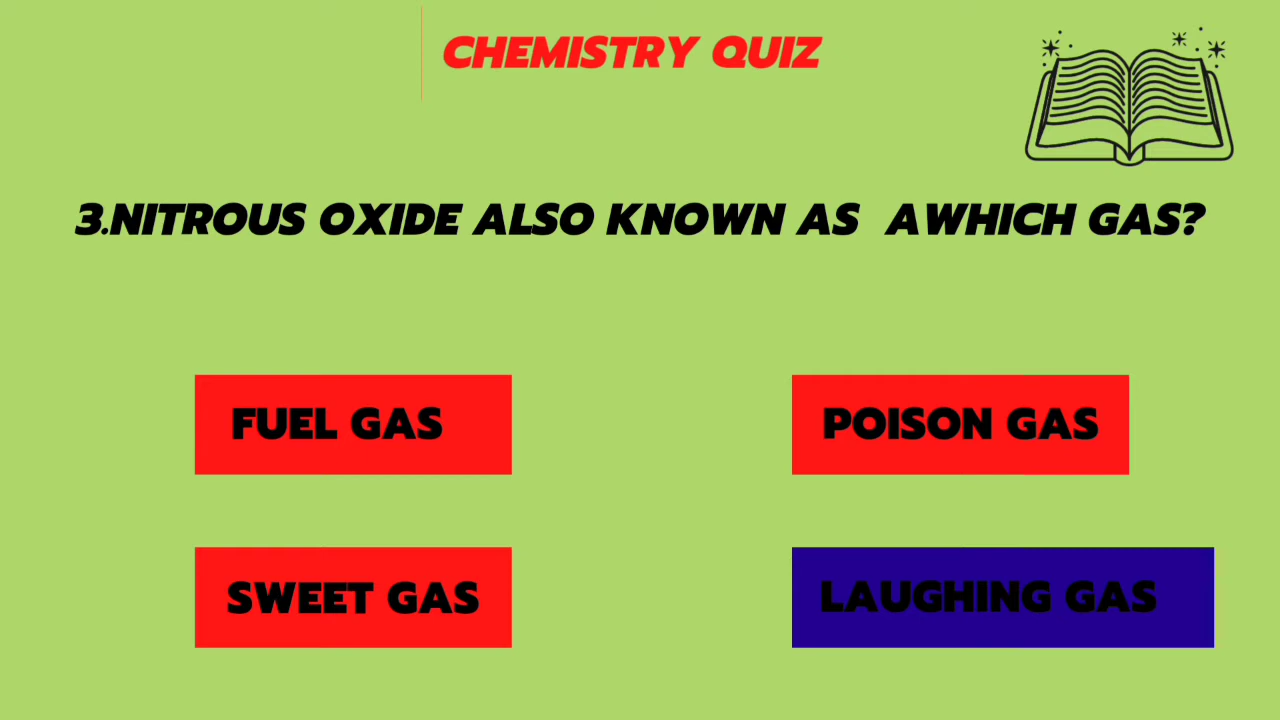 CHEMISTRY QUIZ
3.NITROUS OXIDE ALSO KNOWN AS  AWHICH GAS?
FUEL GAS
POISON GAS
SWEET GAS
LAUGHING GAS